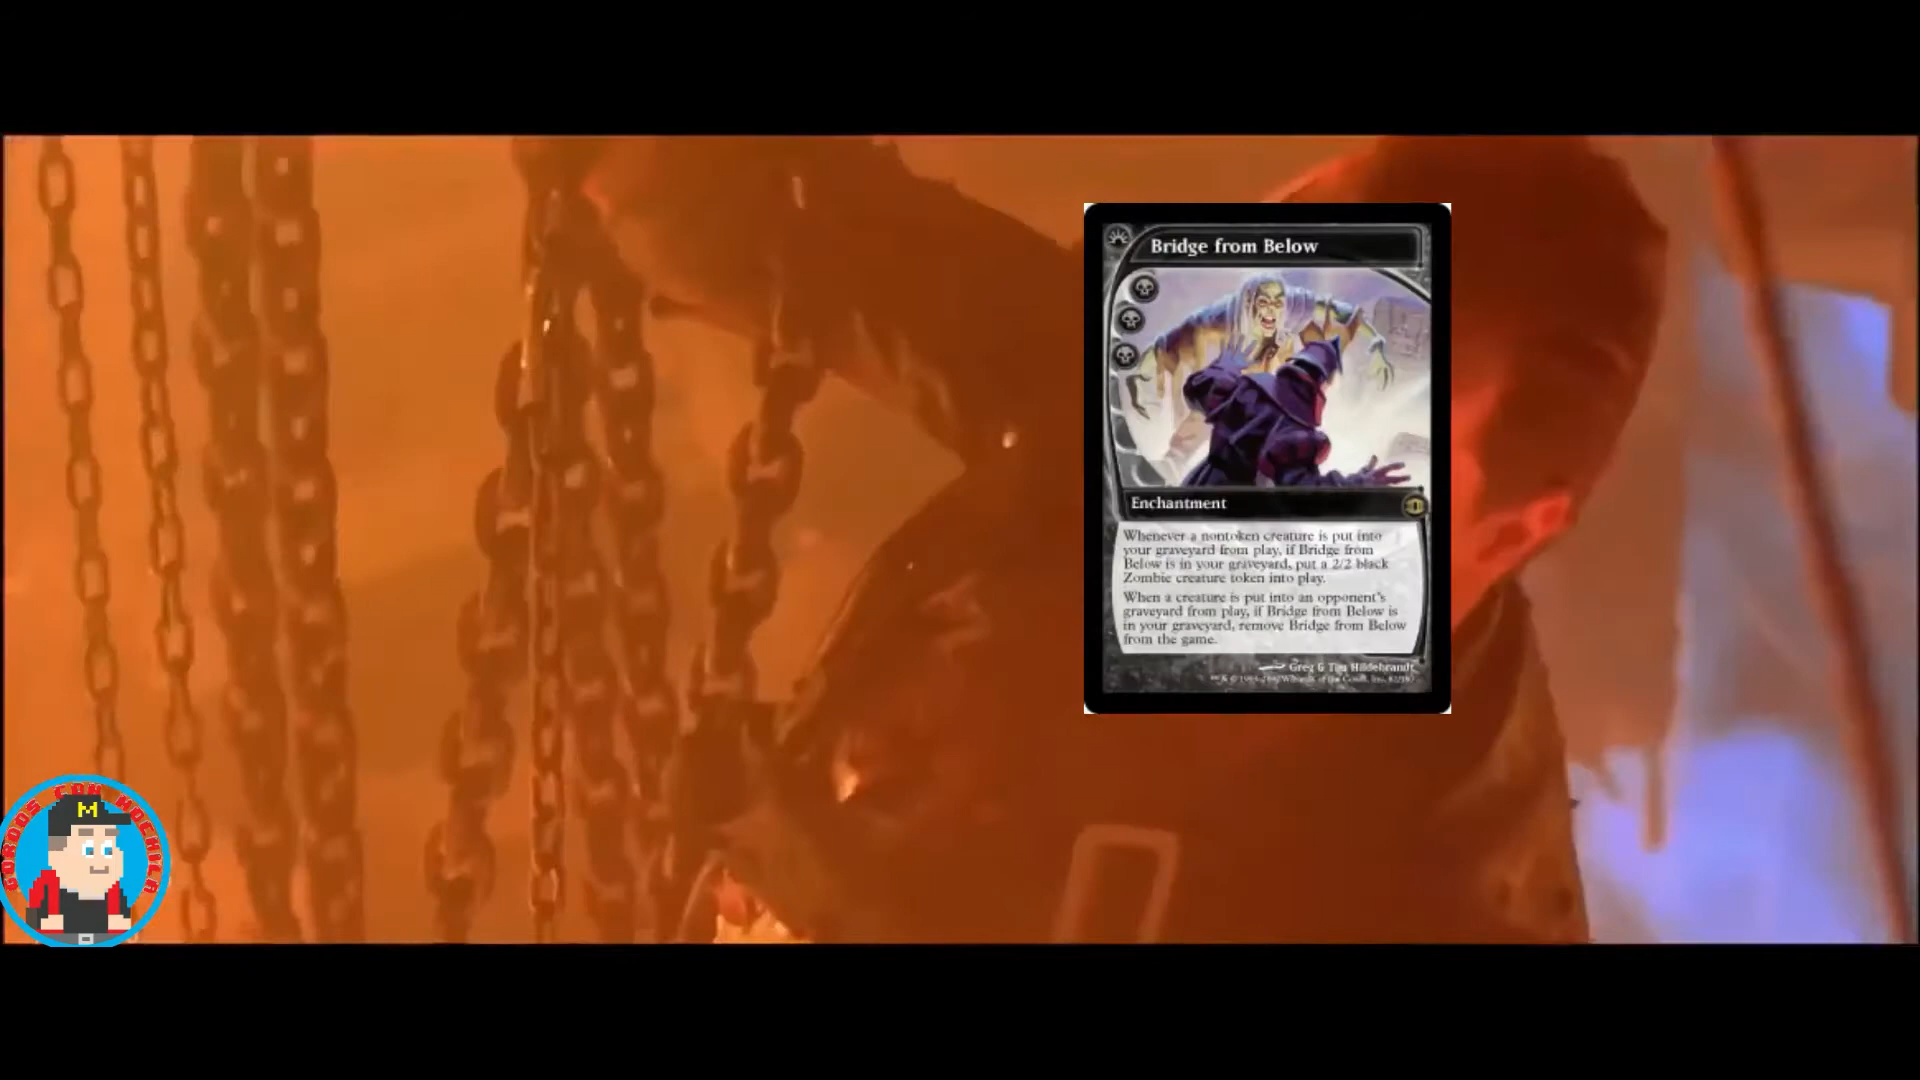 Bridge from Below
Enchantment
Whenever a nontoken creature is put into
your graveyard from play, if Bridge from
Below is in your graveyard, put a 2/2 black
Zombie creature token into play.
When a creature is put into an opponent's
graveyard from play, if Bridge from Below is
in your graveyard, remove Bridge from Below
from the game.
Greg & Tim Hildebrandt
GORDOS CON MOCHILA
M